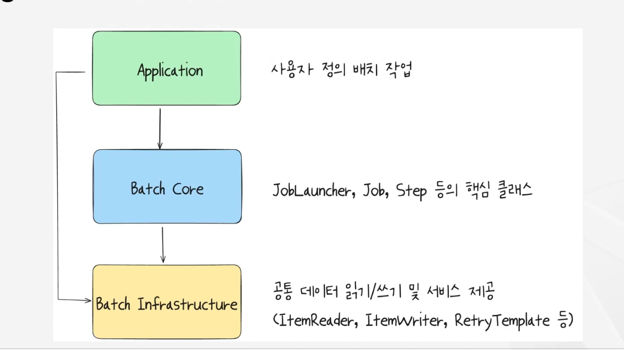 Application
사용자 정의 배치 작업
Batch Core
JobLauncher, Job, Step 등의 핵심 클래스
Batch Infrastructure
공통 데이터 읽기/쓰기 및 서비스 제공
(ItemReader, ItemWriter, RetryTemplate 등)